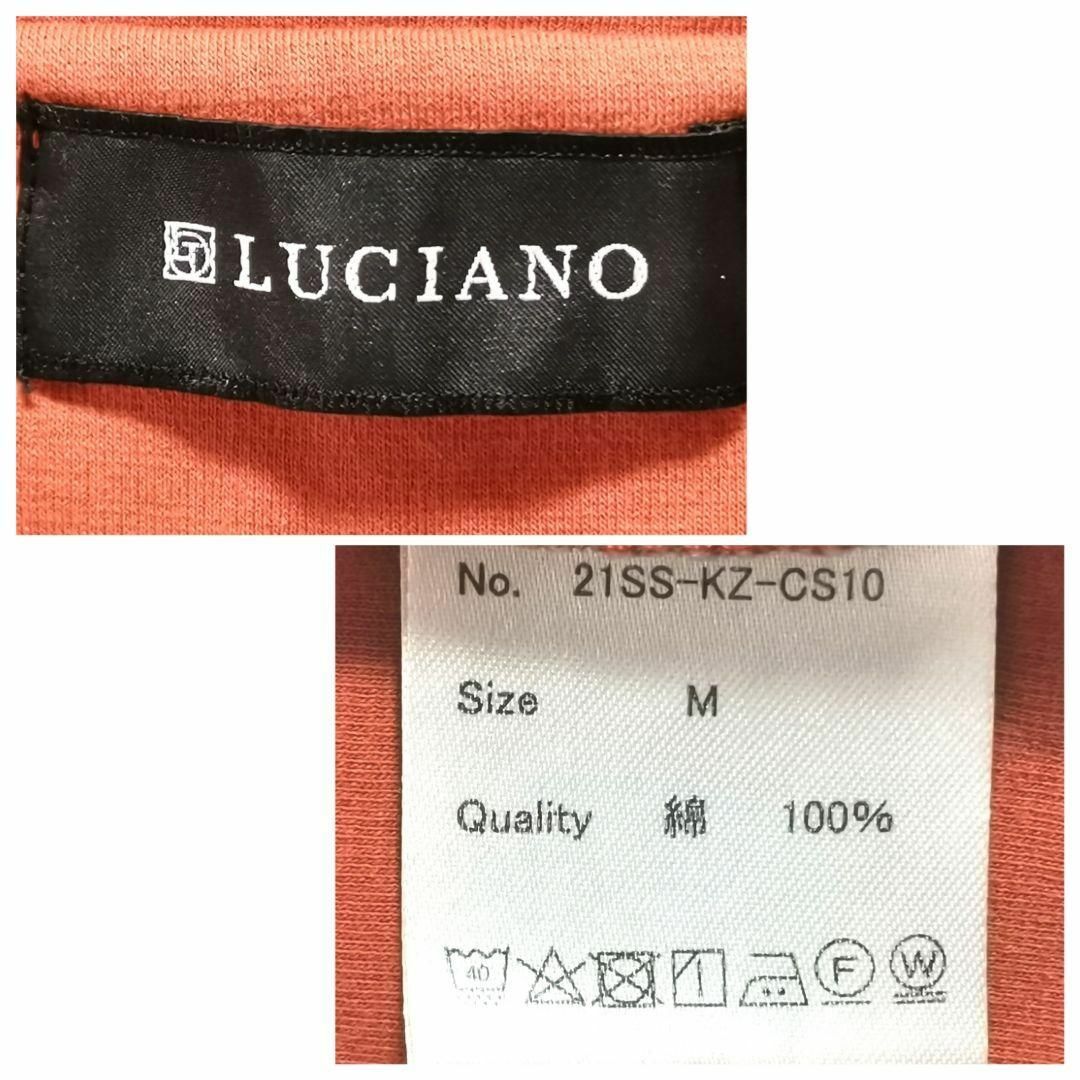 LUCIANO
No. 21SS-KZ-CS10
Size M
Quality 綿 100%
40 F W